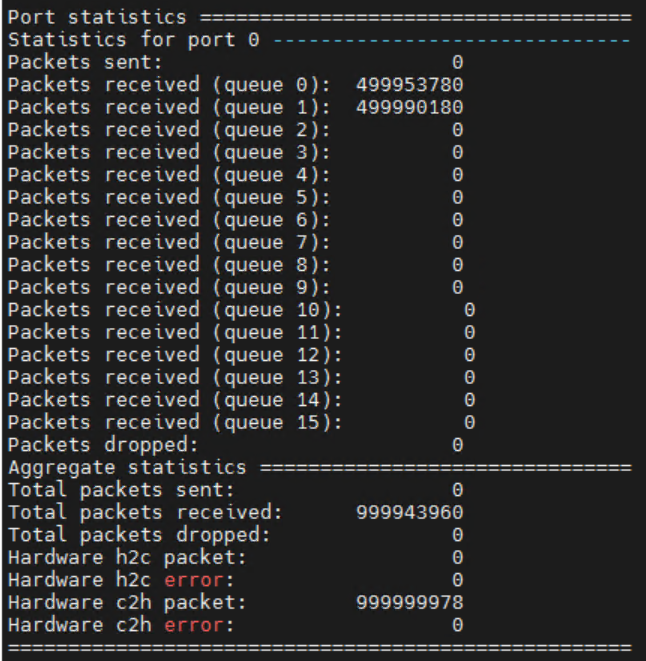 Port statistics ====================================
Statistics for port 0 ------------------------------
Packets sent: 0
Packets received (queue 0): 499953780
Packets received (queue 1): 499990180
Packets received (queue 2): 0
Packets received (queue 3): 0
Packets received (queue 4): 0
Packets received (queue 5): 0
Packets received (queue 6): 0
Packets received (queue 7): 0
Packets received (queue 8): 0
Packets received (queue 9): 0
Packets received (queue 10): 0
Packets received (queue 11): 0
Packets received (queue 12): 0
Packets received (queue 13): 0
Packets received (queue 14): 0
Packets received (queue 15): 0
Packets dropped: 0
Aggregate statistics ===============================
Total packets sent: 0
Total packets received: 999943960
Total packets dropped: 0
Hardware h2c packet: 0
Hardware h2c error: 0
Hardware c2h packet: 999999978
Hardware c2h error: 0
====================================================